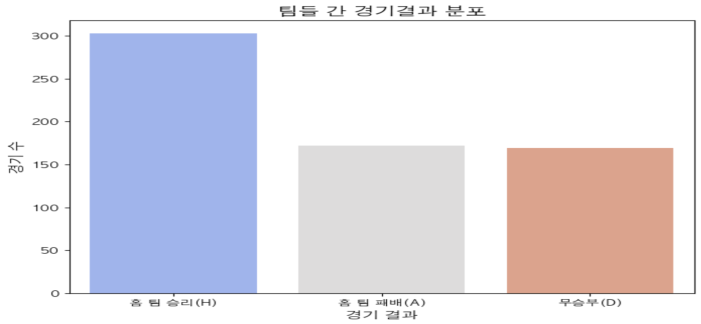 팀들 간 경기결과 분포
경기 수
300
250
200
150
100
50
0
홈 팀 승리(H)
홈 팀 패배(A)
무승부(D)
경기 결과